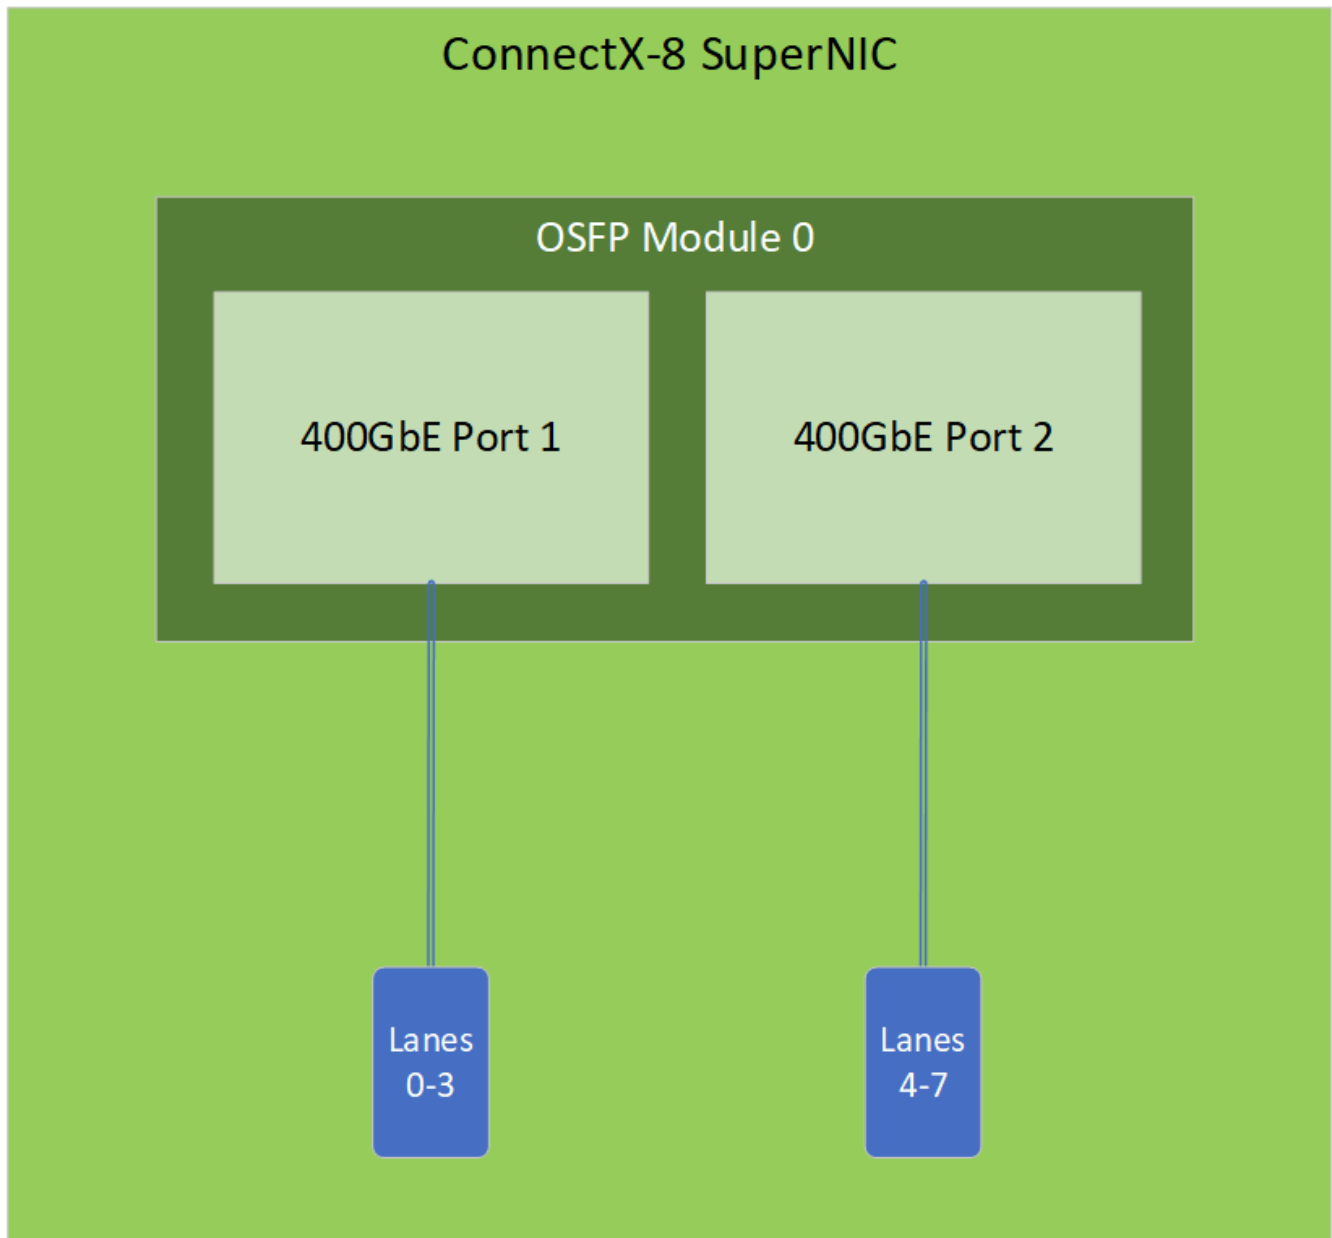 ConnectX-8 SuperNIC
OSFP Module 0
400GbE Port 1
400GbE Port 2
Lanes
0-3
Lanes
4-7